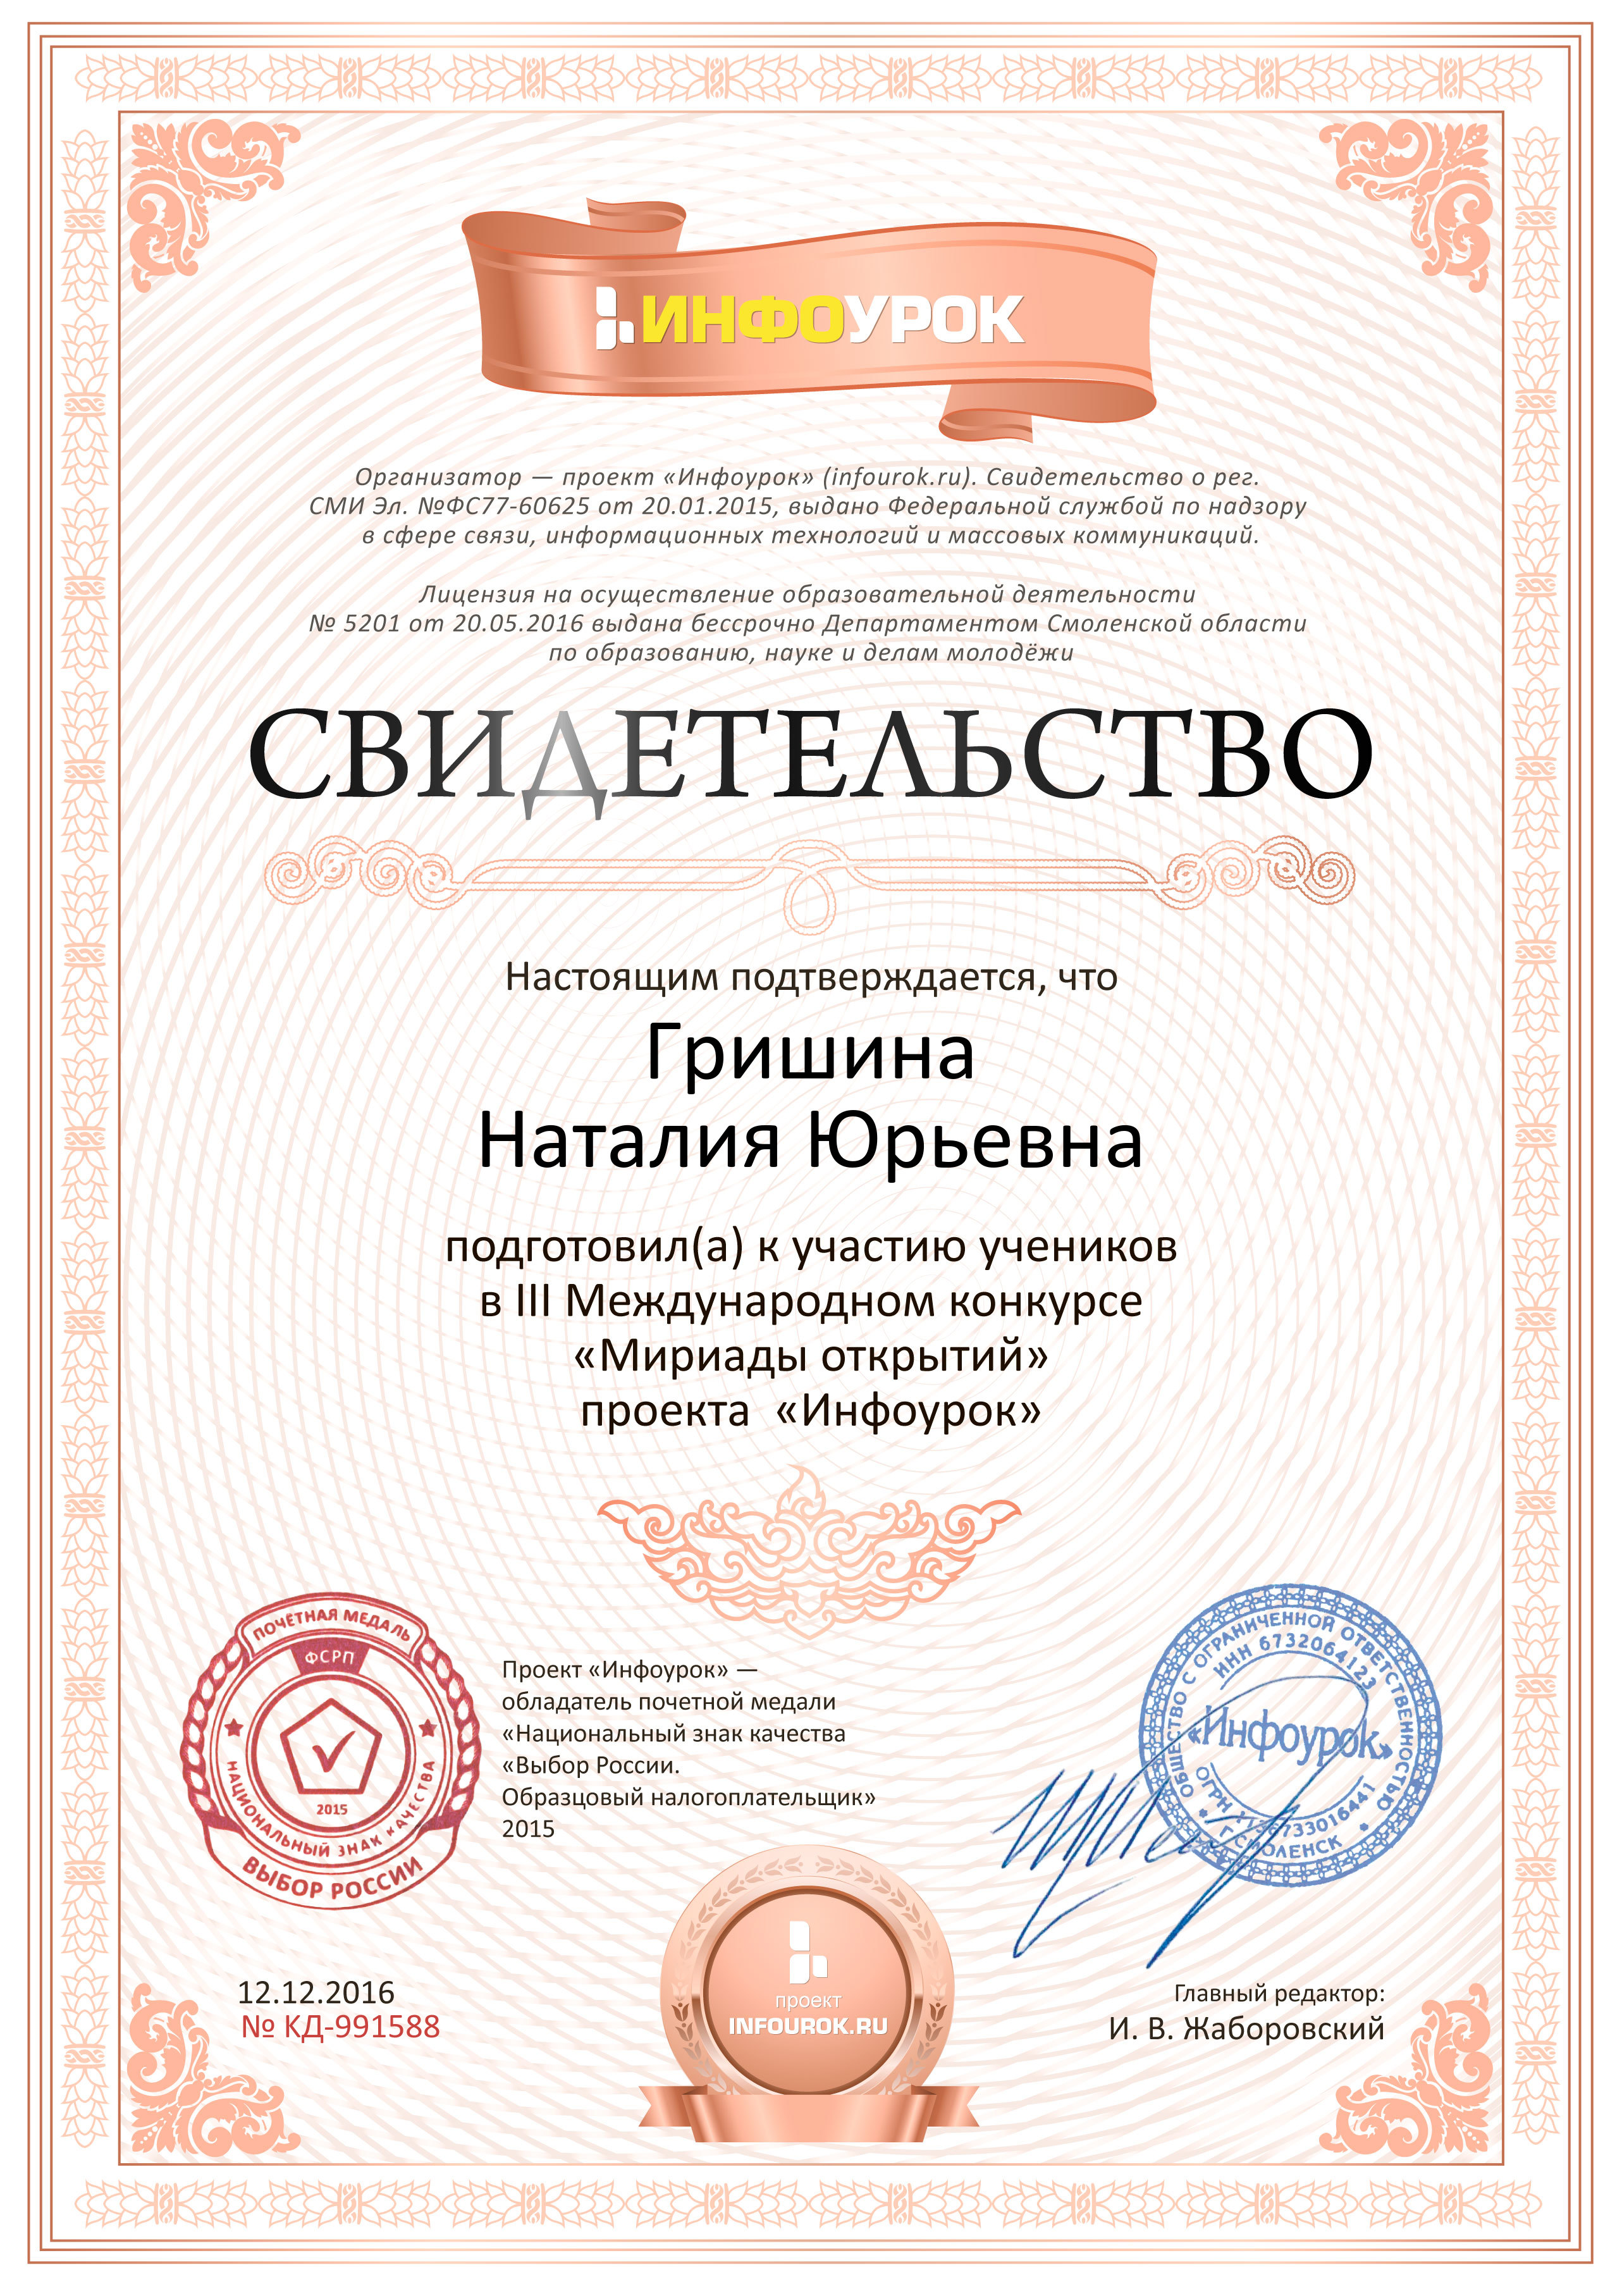 ИНФОУРОК
Организатор — проект «Инфоурок» (infourok.ru). Свидетельство о рег.
СМИ Эл. №ФС77-60625 от 20.01.2015, выдано Федеральной службой по надзору
в сфере связи, информационных технологий и массовых коммуникаций.
Лицензия на осуществление образовательной деятельности
№ 5201 от 20.05.2016 выдана бессрочно Департаментом Смоленской области
по образованию, науке и делам молодёжи
СВИДЕТЕЛЬСТВО
Настоящим подтверждается, что
Гришина
Наталия Юрьевна
подготовил(а) к участию учеников
в III Международном конкурсе
«Мириады открытий»
проекта «Инфоурок»
ПОЧЁТНАЯ МЕДАЛЬ
ФСРП
2015
НАЦИОНАЛЬНЫЙ ЗНАК КАЧЕСТВА
ВЫБОР РОССИИ
Проект «Инфоурок» —
обладатель почетной медали
«Национальный знак качества
«Выбор России.
Образцовый налогоплательщик»
2015
ОБЩЕСТВО С ОГРАНИЧЕННОЙ ОТВЕТСТВЕННОСТЬЮ
ИНН 6732064123
«Инфоурок»
ОГРН
Г. СМОЛЕНСК
12.12.2016
№ КД-991588
проект
INFOUROK.RU
Главный редактор:
И. В. Жаборовский